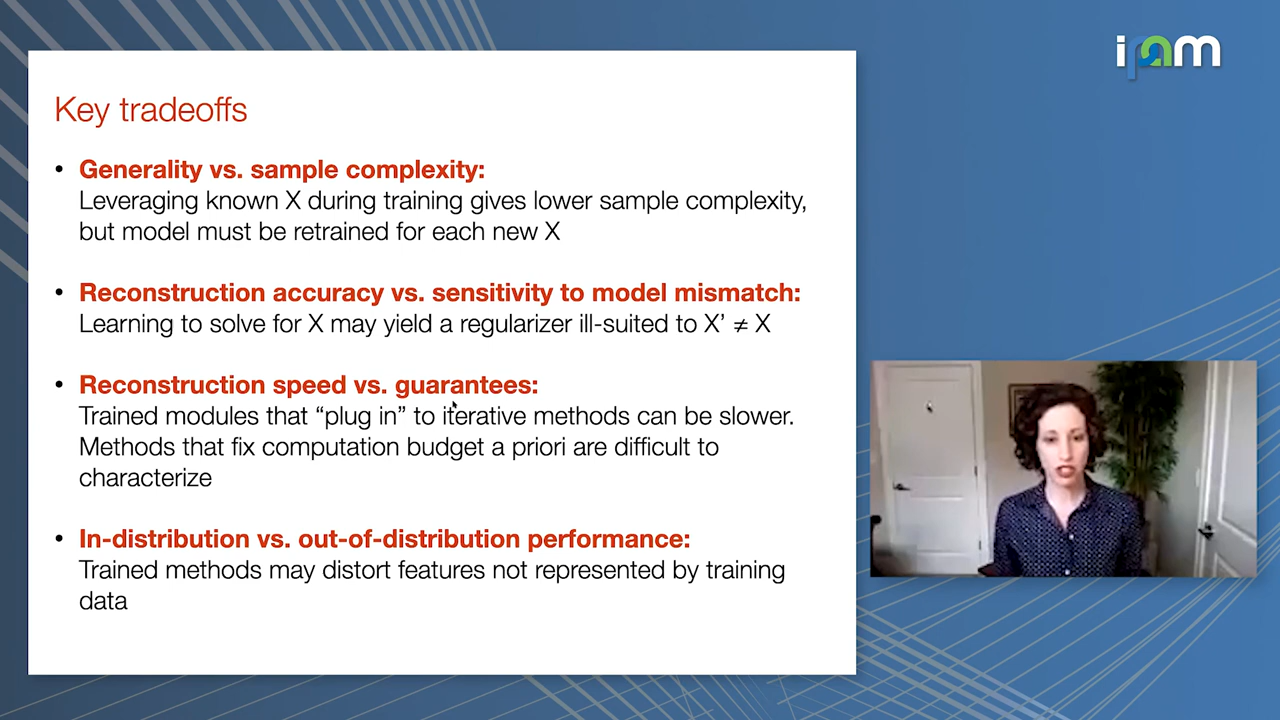 ipam
Key tradeoffs
• Generality vs. sample complexity:
Leveraging known X during training gives lower sample complexity,
but model must be retrained for each new X
• Reconstruction accuracy vs. sensitivity to model mismatch:
Learning to solve for X may yield a regularizer ill-suited to X’ ≠ X
• Reconstruction speed vs. guarantees:
Trained modules that “plug in” to iterative methods can be slower.
Methods that fix computation budget a priori are difficult to
characterize
• In-distribution vs. out-of-distribution performance:
Trained methods may distort features not represented by training
data